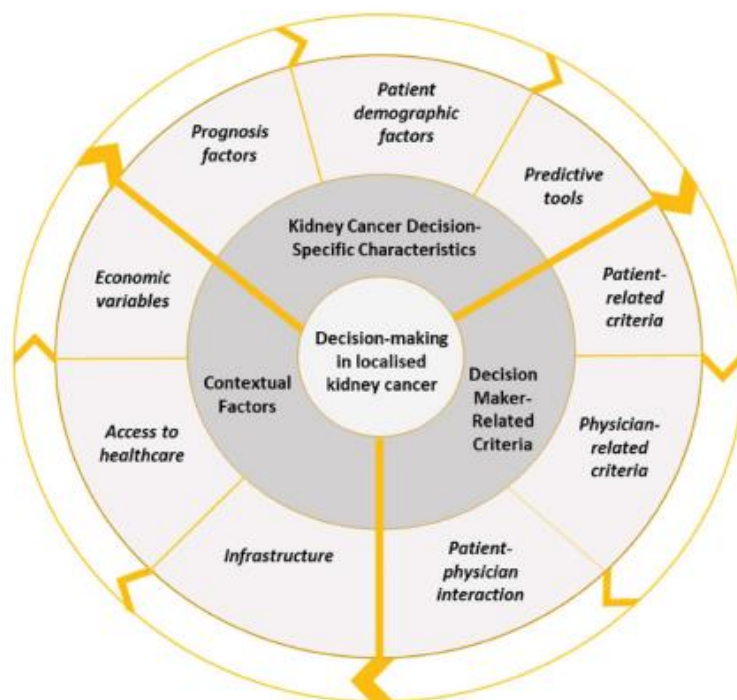 Patient
demographic
factors
Prognosis
factors
Predictive
tools
Kidney Cancer Decision-
Specific Characteristics
Economic
variables
Patient-
related
criteria
Decision-making
in localised
kidney cancer
Contextual
Factors
Decision
Maker-
Related
Criteria
Access to
healthcare
Physician-
related
criteria
Infrastructure
Patient-
physician
interaction